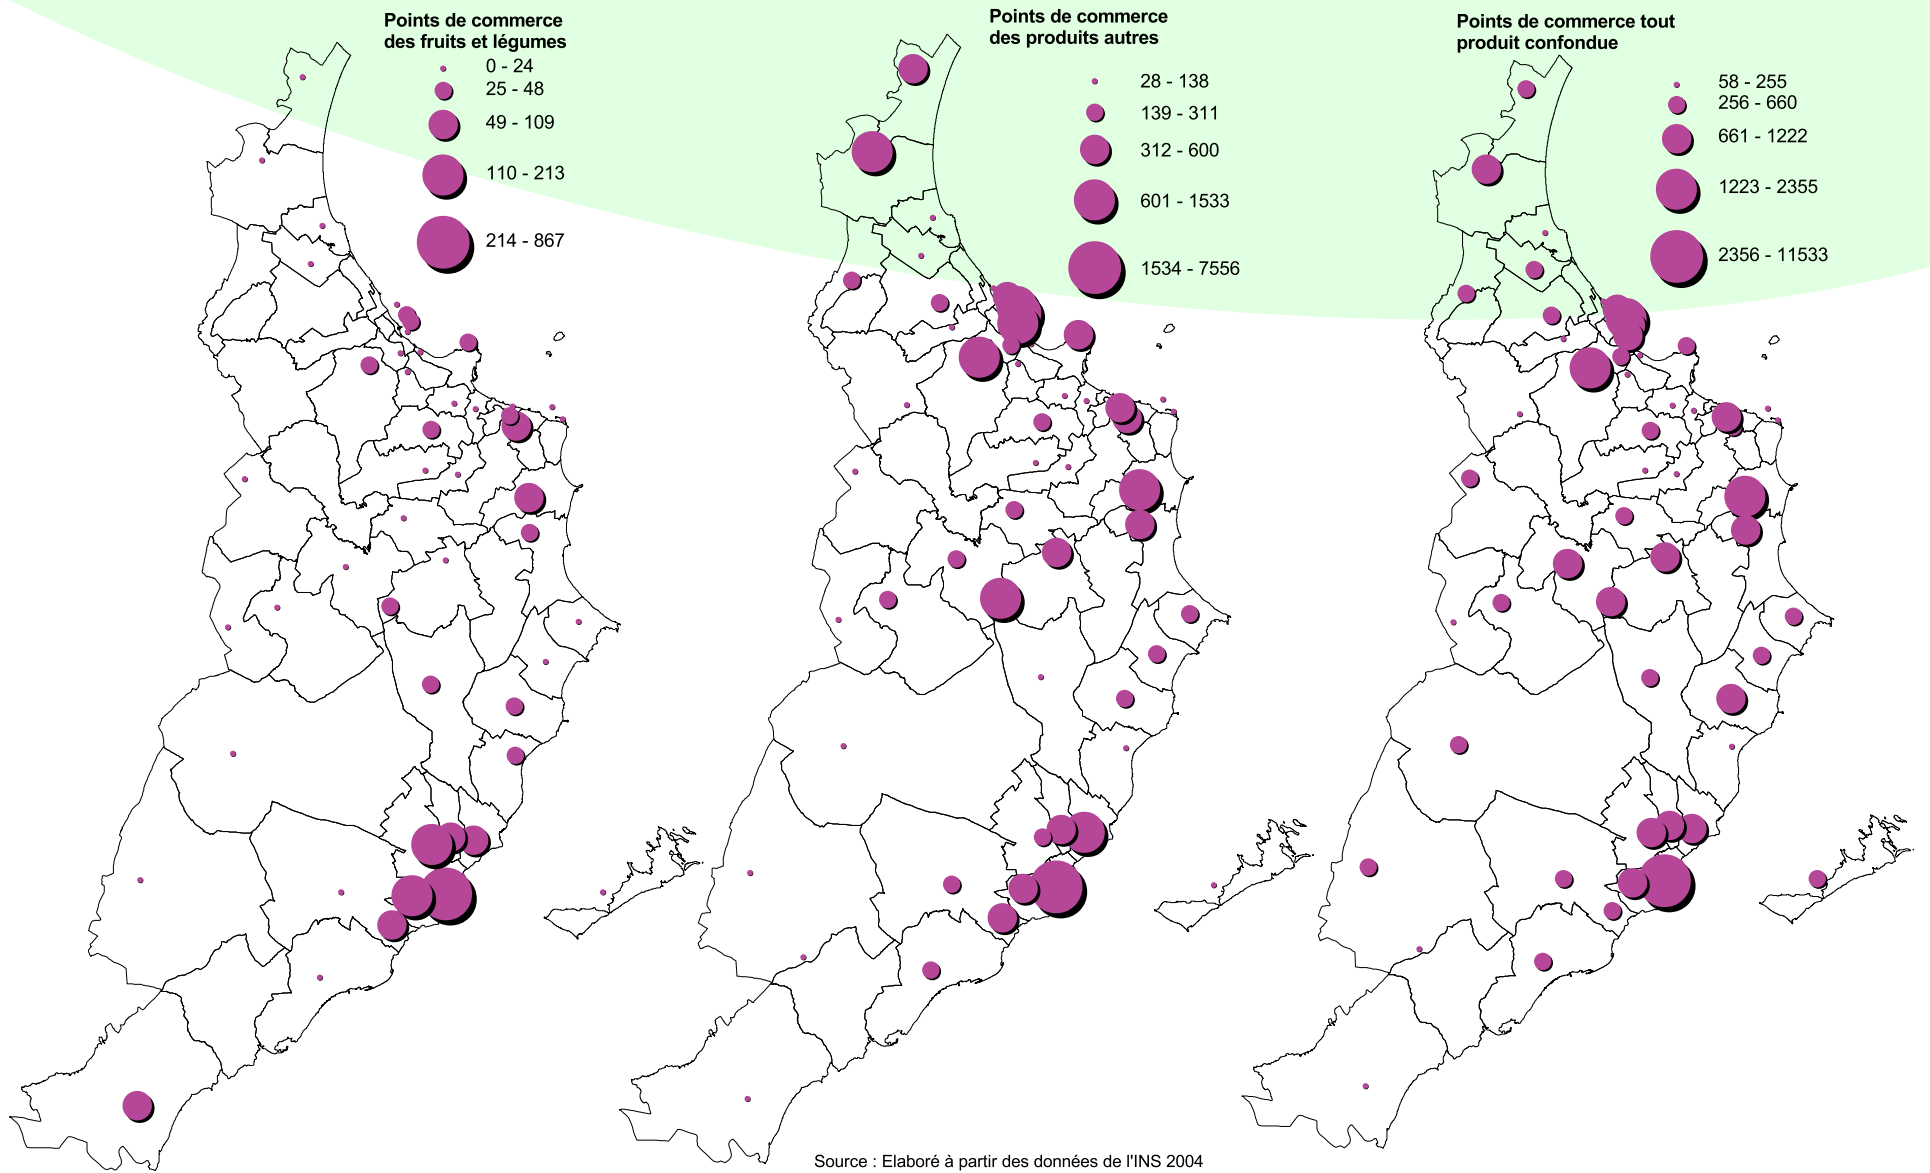 Points de commerce
des fruits et légumes
0 - 24
25 - 48
49 - 109
110 - 213
214 - 867
Points de commerce
des produits autres
28 - 138
139 - 311
312 - 600
601 - 1533
1534 - 7556
Points de commerce tout
produit confondue
58 - 255
256 - 660
661 - 1222
1223 - 2355
2356 - 11533
Source : Elaboré à partir des données de l'INS 2004